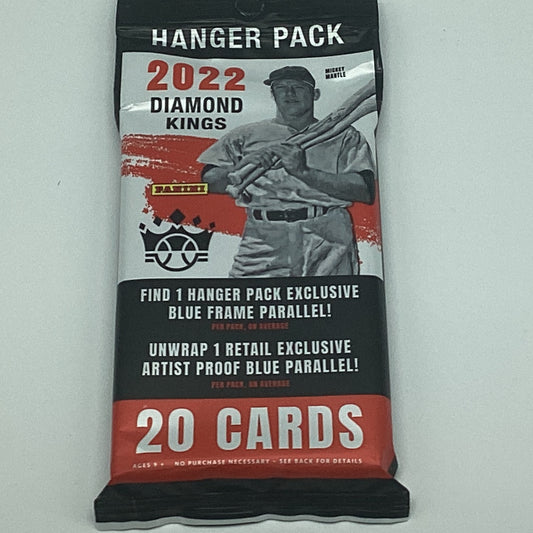 HANGER PACK
2022
DIAMOND
KINGS
MICKEY
MANTLE
PANINI
FIND 1 HANGER PACK EXCLUSIVE
BLUE FRAME PARALLEL!
PER PACK, ON AVERAGE
UNWRAP 1 RETAIL EXCLUSIVE
ARTIST PROOF BLUE PARALLEL!
PER PACK, ON AVERAGE
20 CARDS
AGES 9+ NO PURCHASE NECESSARY - SEE BACK FOR DETAILS